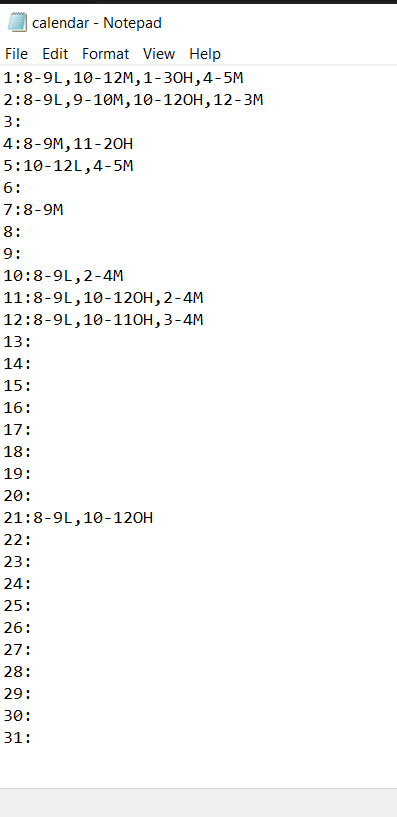 calendar - Notepad
File Edit Format View Help
1:8-9L,10-12M,1-3OH,4-5M
2:8-9L,9-10M,10-12OH,12-3M
3:
4:8-9M,11-2OH
5:10-12L,4-5M
6:
7:8-9M
8:
9:
10:8-9L,2-4M
11:8-9L,10-12OH,2-4M
12:8-9L,10-11OH,3-4M
13:
14:
15:
16:
17:
18:
19:
20:
21:8-9L,10-12OH
22:
23:
24:
25:
26:
27:
28:
29:
30:
31: